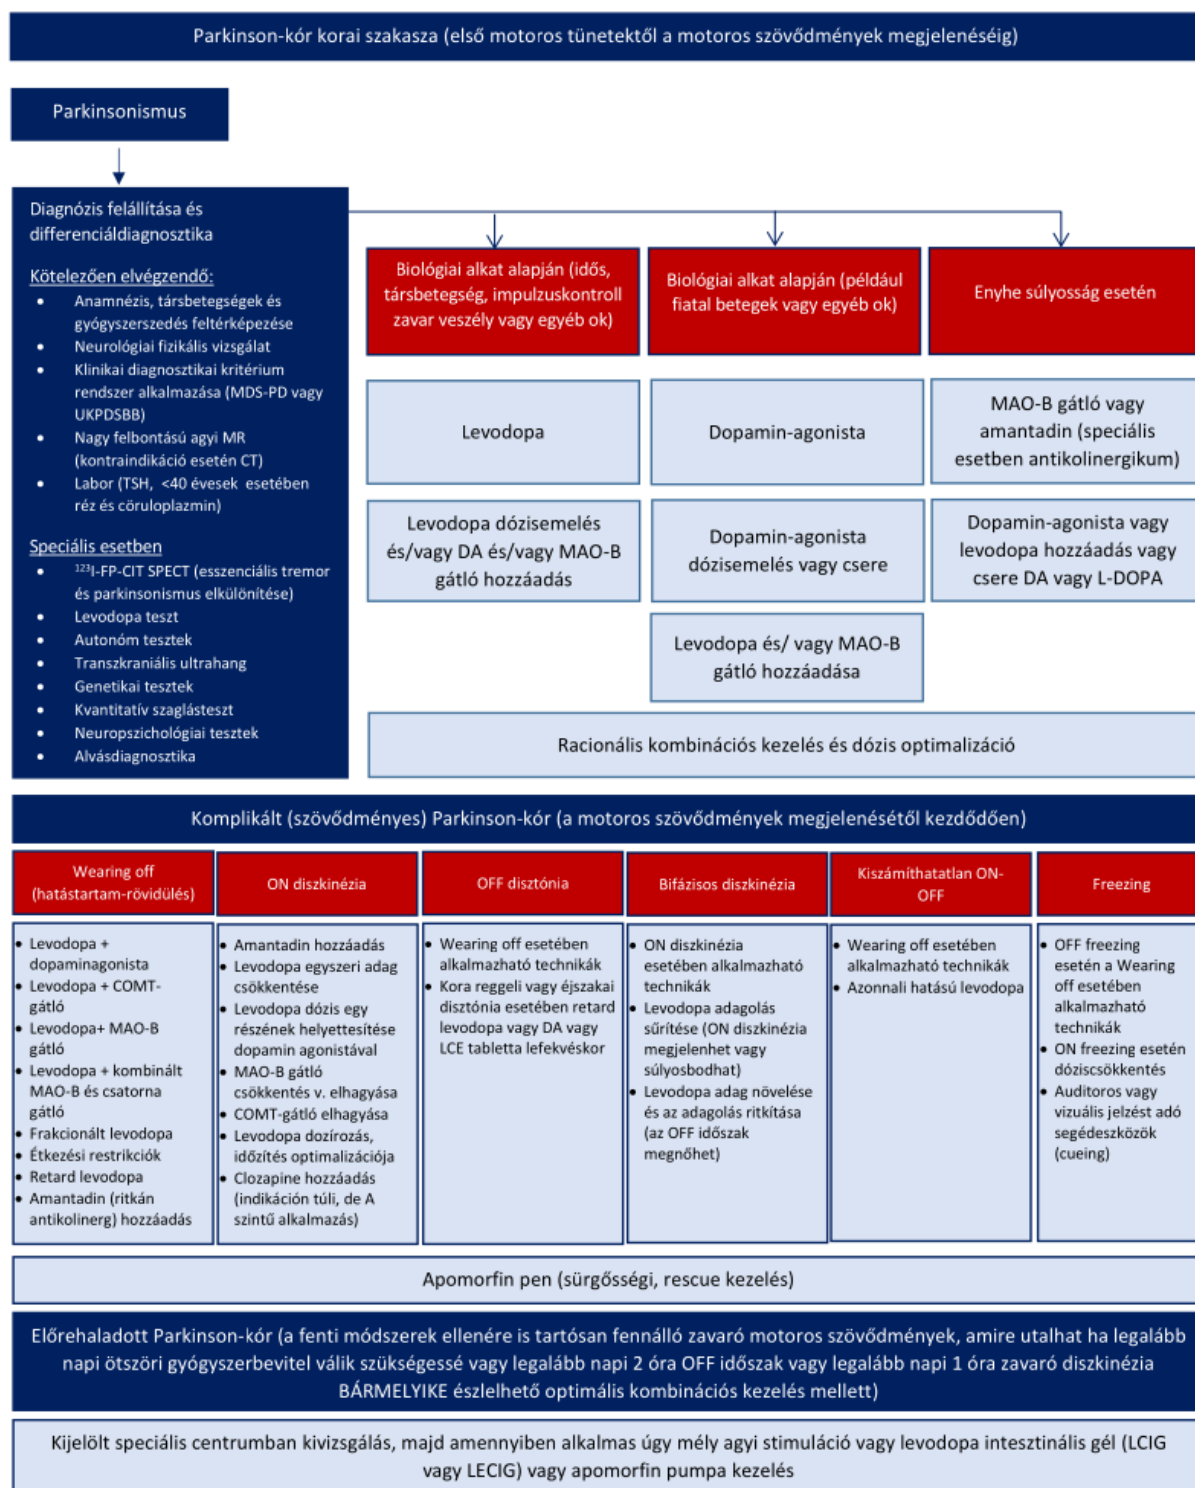 Parkinson-kór korai szakasza (első motoros tünetektől a motoros szövődmények megjelenéséig)
Parkinsonismus
Diagnózis felállítása és
differenciáldiagnosztika
Kötelezően elvégzendő:
• Anamnézis, társbetegségek és
gyógyszerszedés feltérképezése
• Neurológiai fizikális vizsgálat
• Klinikai diagnosztikai kritérium
rendszer alkalmazása (MDS-PD vagy
UKPDSBB)
• Nagy felbontású agyi MR
(kontraindikáció esetén CT)
• Labor (TSH, <40 évesek esetében
réz és cöruloplazmin)
Speciális esetben
• ¹²³I-FP-CIT SPECT (esszenciális tremor
és parkinsonismus elkülönítése)
• Levodopa teszt
• Autonóm tesztek
• Transzkraniális ultrahang
• Genetikai tesztek
• Kvantitatív szaglásteszt
• Neuropszichológiai tesztek
• Alvásdiagnosztika
Biológiai alkat alapján (idős,
társbetegség, impulzuskontroll
zavar veszély vagy egyéb ok)
Levodopa
Levodopa dózisemelés
és/vagy DA és/vagy MAO-B
gátló hozzáadás
Biológiai alkat alapján (például
fiatal betegek vagy egyéb ok)
Dopamin-agonista
Dopamin-agonista
dózisemelés vagy csere
Levodopa és/ vagy MAO-B
gátló hozzáadása
Enyhe súlyosság esetén
MAO-B gátló vagy
amantadin (speciális
esetben antikolinergikum)
Dopamin-agonista vagy
levodopa hozzáadás vagy
csere DA vagy L-DOPA
Racionális kombinációs kezelés és dózis optimalizáció
Komplikált (szövődményes) Parkinson-kór (a motoros szövődmények megjelenésétől kezdődően)
Wearing off
(hatástartam-rövidülés)
• Levodopa +
dopaminagonista
• Levodopa + COMT-
gátló
• Levodopa+ MAO-B
gátló
• Levodopa + kombinált
MAO-B és csatorna
gátló
• Frakcionált levodopa
• Étkezési restrikciók
• Retard levodopa
• Amantadin (ritkán
antikolinerg) hozzáadás
ON diszkinézia
• Amantadin hozzáadás
• Levodopa egyszeri adag
csökkentése
• Levodopa dózis egy
részének helyettesítése
dopamin agonistával
• MAO-B gátló
csökkentés v. elhagyása
• COMT-gátló elhagyása
• Levodopa dozírozás,
időzítés optimalizációja
• Clozapine hozzáadás
(indikáción túli, de A
szintű alkalmazás)
OFF disztónia
• Wearing off esetében
alkalmazható technikák
• Kora reggeli vagy éjszakai
disztónia esetében retard
levodopa vagy DA vagy
LCE tabletta lefekvéskor
Bifázisos diszkinézia
• ON diszkinézia
esetében alkalmazható
technikák
• Levodopa adagolás
sűrítése (ON diszkinézia
megjelenhet vagy
súlyosbodhat)
• Levodopa adag növelése
és az adagolás ritkítása
(az OFF időszak
megnőhet)
Kiszámíthatatlan ON-
OFF
• Wearing off esetében
alkalmazható technikák
• Azonnali hatású levodopa
Freezing
• OFF freezing
esetén a Wearing
off esetében
alkalmazható
technikák
• ON freezing esetén
dóziscsökkentés
• Auditoros vagy
vizuális jelzést adó
segédeszközök
(cueing)
Apomorfin pen (sürgősségi, rescue kezelés)
Előrehaladott Parkinson-kór (a fenti módszerek ellenére is tartósan fennálló zavaró motoros szövődmények, amire utalhat ha legalább
napi ötszöri gyógyszerbevitel válik szükségessé vagy legalább napi 2 óra OFF időszak vagy legalább napi 1 óra zavaró diszkinézia
BÁRMELYIKE észlelhető optimális kombinációs kezelés mellett)
Kijelölt speciális centrumban kivizsgálás, majd amennyiben alkalmas úgy mély agyi stimuláció vagy levodopa intesztinális gél (LCIG
vagy LECIG) vagy apomorfin pumpa kezelés